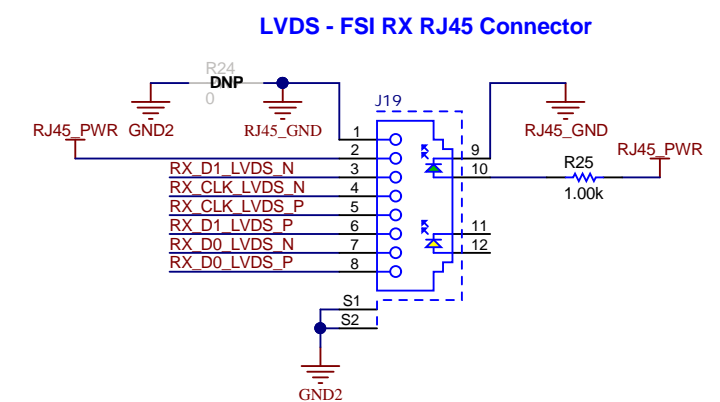 LVDS - FSI RX RJ45 Connector
R24
DNP
0
J19
RJ45_PWR
GND2
RJ45_GND
RJ45_GND
RJ45_PWR
1
2
RX_D1_LVDS_N 3
RX_CLK_LVDS_N 4
RX_CLK_LVDS_P 5
RX_D1_LVDS_P 6
RX_D0_LVDS_N 7
RX_D0_LVDS_P 8
9
10
R25
1.00k
11
12
S1
S2
GND2